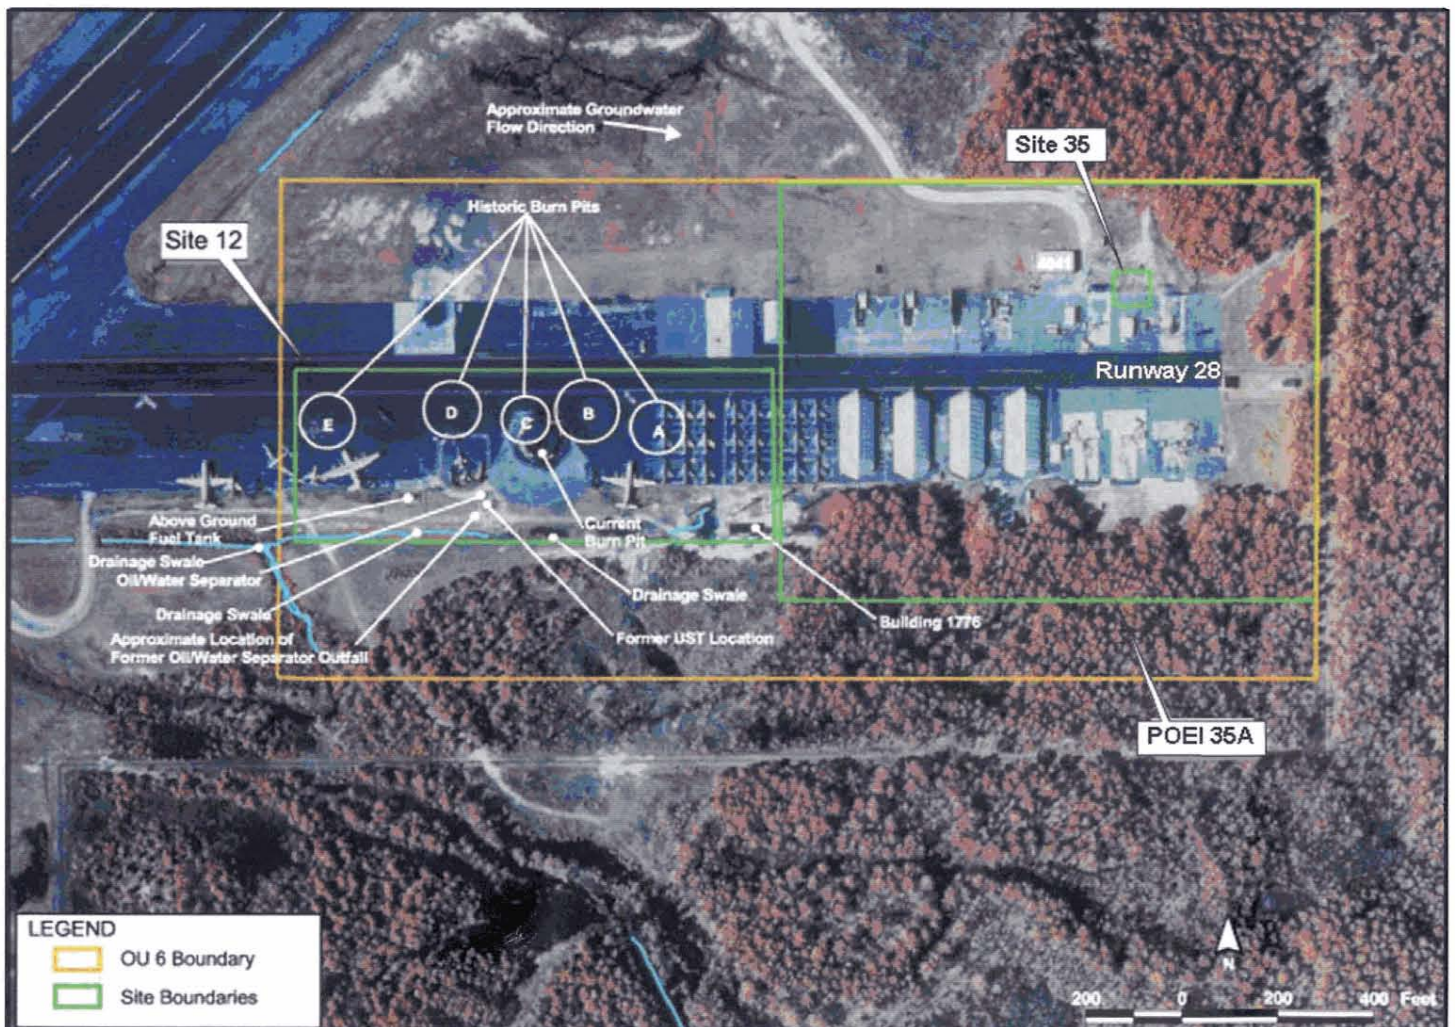 Approximate Groundwater
Flow Direction
Site 35
Historic Burn Pits
Site 12
4041
Runway 28
E
D
C
B
A
Above Ground
Fuel Tank
Current
Burn Pit
Drainage Swale
Oil/Water Separator
Drainage Swale
Drainage Swale
Building 1776
Approximate Location of
Former Oil/Water Separator Outfall
Former UST Location
POEI 35A
LEGEND
OU 6 Boundary
Site Boundaries
N
200 0 200 400 Feet